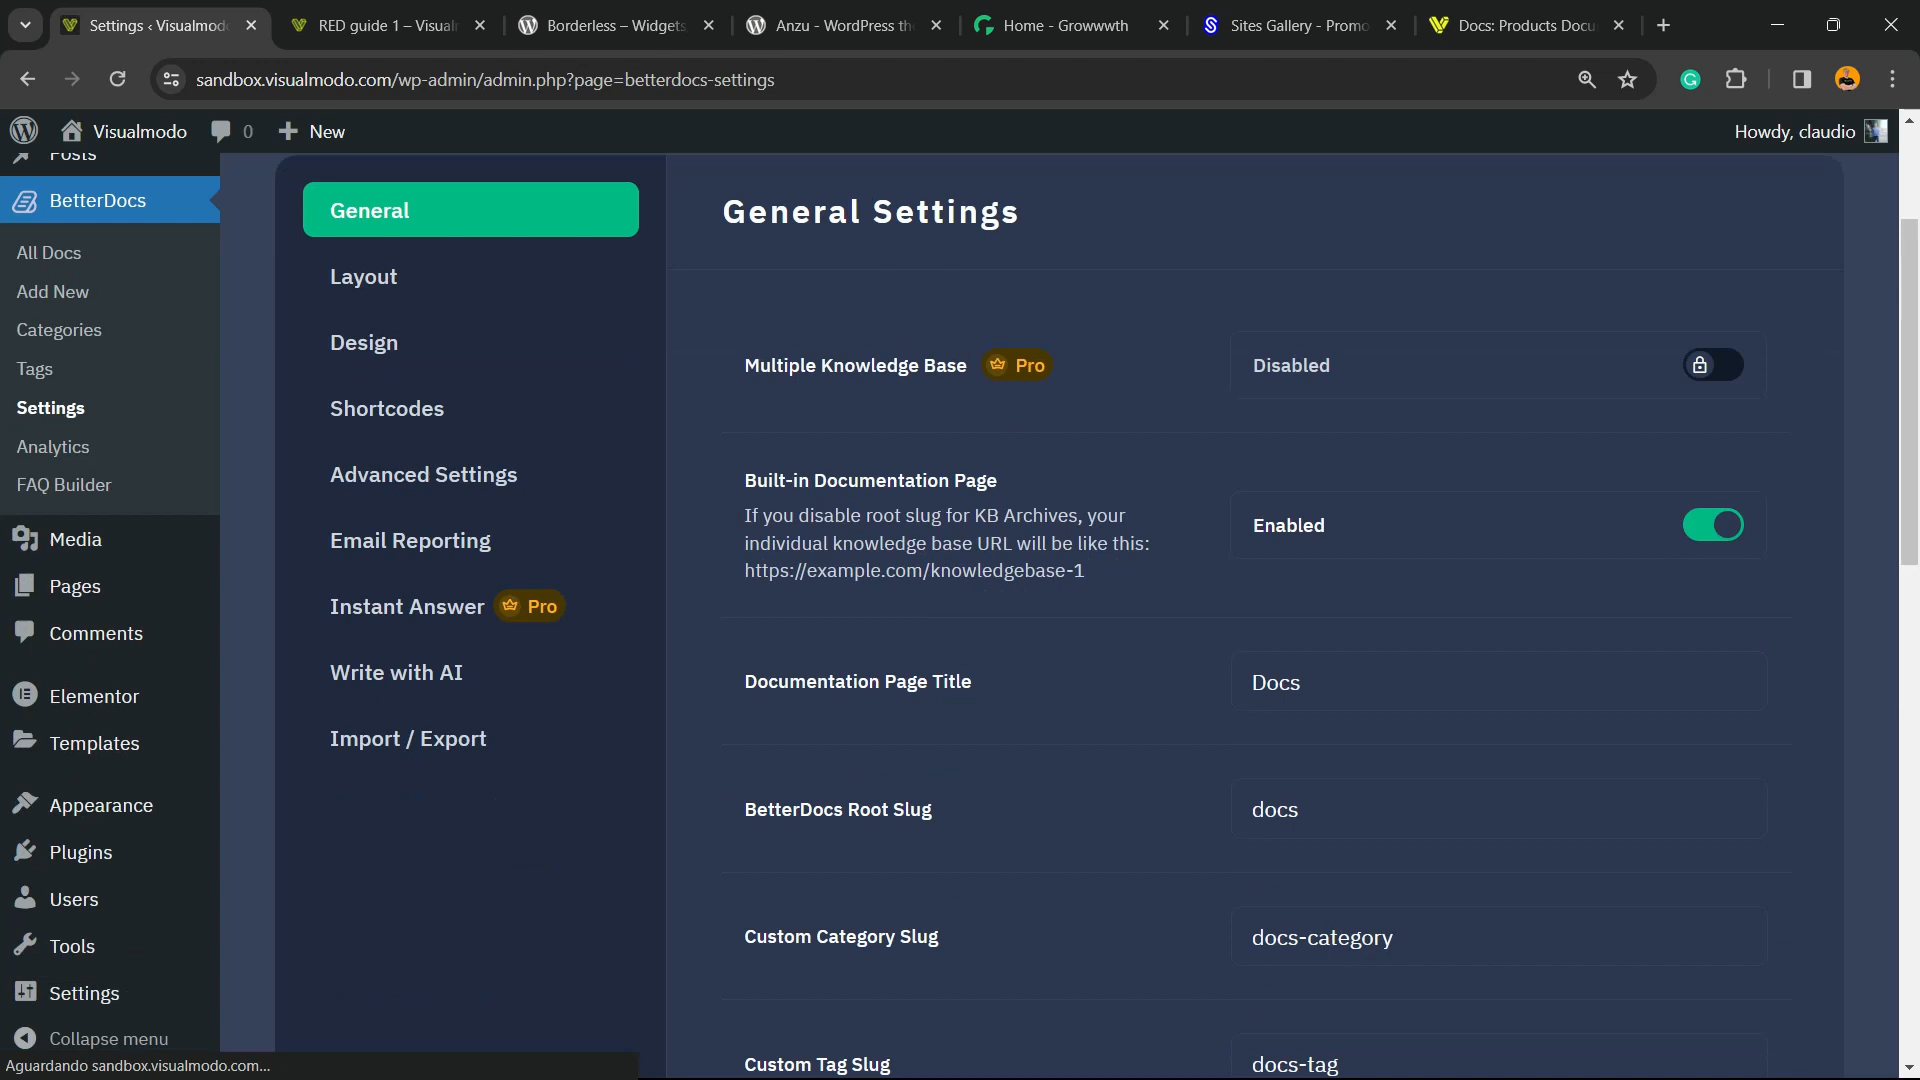 Settings ‹ Visualmod
RED guide 1 – Visual
Borderless – Widgets,
Anzu - WordPress th
Home - Growwwth
Sites Gallery - Promo
Docs: Products Docu
sandbox.visualmodo.com/wp-admin/admin.php?page=betterdocs-settings
Visualmodo
0
New
Howdy, claudio
Posts
BetterDocs
All Docs
Add New
Categories
Tags
Settings
Analytics
FAQ Builder
Media
Pages
Comments
Elementor
Templates
Appearance
Plugins
Users
Tools
Settings
Collapse menu
Aguardando sandbox.visualmodo.com...
General
Layout
Design
Shortcodes
Advanced Settings
Email Reporting
Instant Answer Pro
Write with AI
Import / Export
General Settings
Multiple Knowledge Base Pro
Disabled
Built-in Documentation Page
If you disable root slug for KB Archives, your
individual knowledge base URL will be like this:
https://example.com/knowledgebase-1
Enabled
Documentation Page Title
Docs
BetterDocs Root Slug
docs
Custom Category Slug
docs-category
Custom Tag Slug
docs-tag